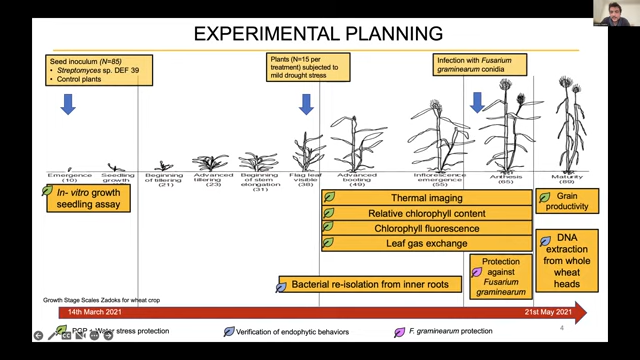 EXPERIMENTAL PLANNING
Seed inoculum (N=85)
• Streptomyces sp. DEF 39
• Control plants
Plants (N=15 per
treatment) subjected to
mild drought stress
Infection with Fusarium
graminearum conidia
Emergence
(10)
Seedling
growth
Beginning
of tillering
(21)
Advanced
tillering
(23)
Beginning
of stem
elongation
(31)
Flag leaf
visible
(38)
Advanced
booting
(49)
Inflorescence
emergence
(55)
Anthesis
(65)
Maturity
(89)
In- vitro growth
seedling assay
Thermal imaging
Relative chlorophyll content
Chlorophyll fluorescence
Leaf gas exchange
Grain
productivity
Bacterial re-isolation from inner roots
Protection
against
Fusarium
graminearum
DNA
extraction
from whole
wheat
heads
Growth Stage Scales Zadoks for wheat crop
14th March 2021
21st May 2021
PGP + Water stress protection
Verification of endophytic behaviors
F. graminearum protection
4